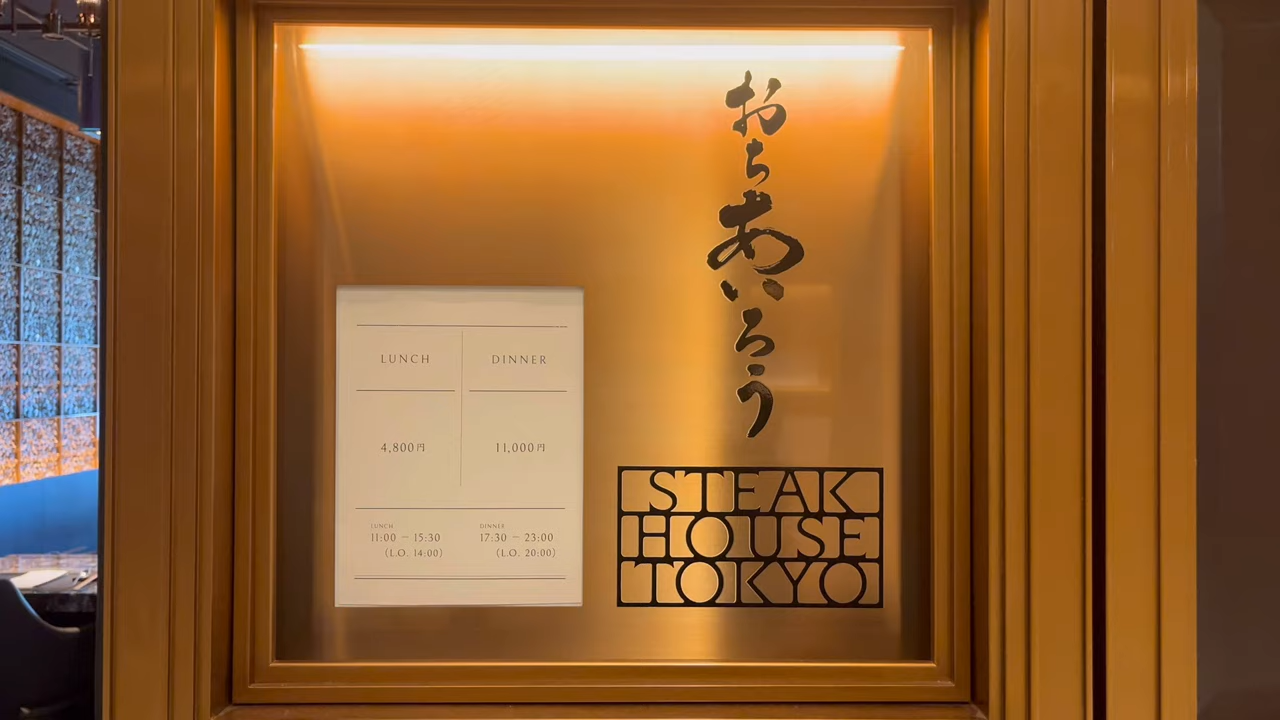 おちあいろう
STEAK
HOUSE
TOKYO
LUNCH
DINNER
4,800円
11,000円
LUNCH
11:00 − 15:30
(L.O. 14:00)
DINNER
17:30 − 23:00
(L.O. 20:00)